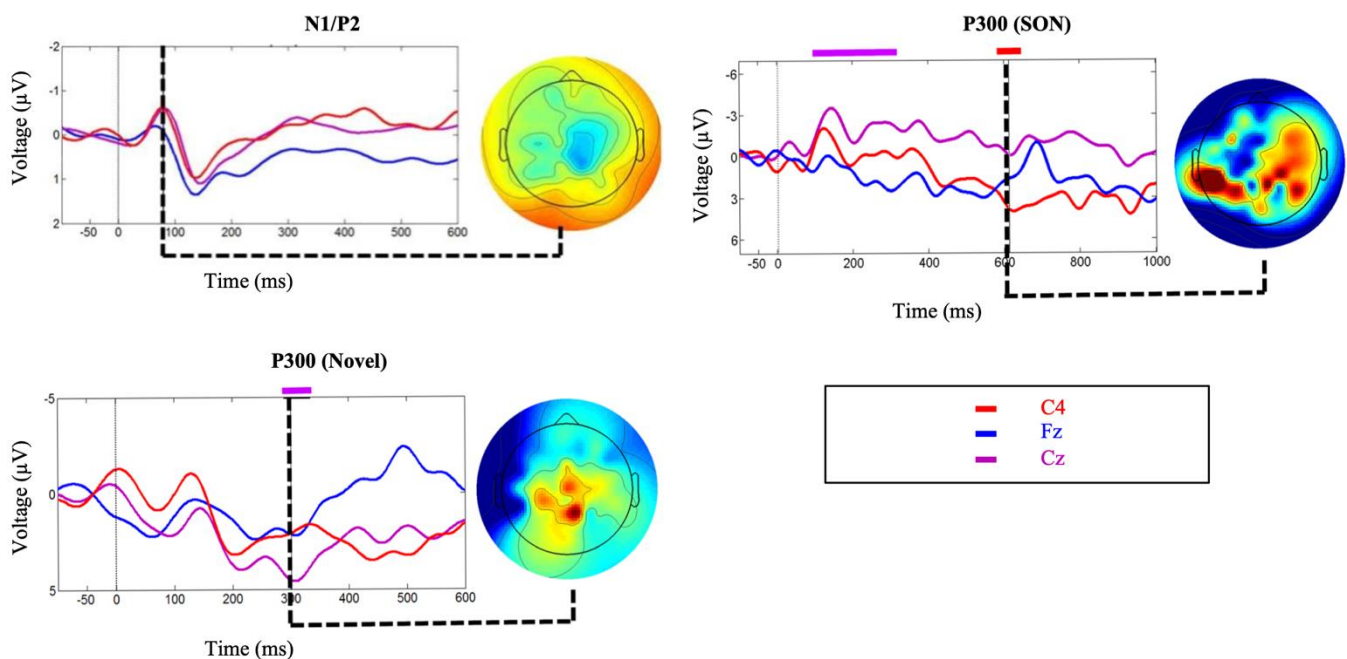 N1/P2
-2
-1
0
1
2
Voltage (µV)
-50 0 100 200 300 400 500 600
Time (ms)
P300 (SON)
-6
-3
0
3
6
Voltage (µV)
-50 0 200 400 600 800 1000
Time (ms)
P300 (Novel)
-5
0
5
Voltage (µV)
-50 0 100 200 300 400 500 600
Time (ms)
C4
Fz
Cz